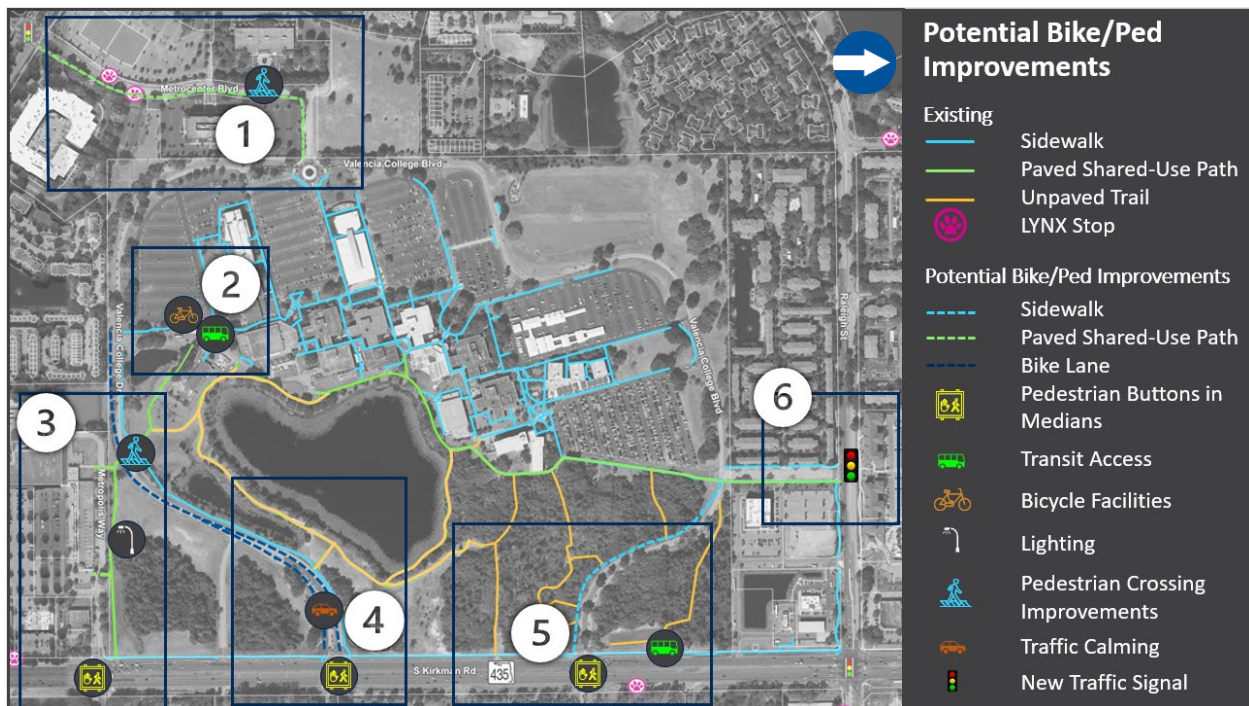 Metrocenter Blvd
1
Valencia College Blvd
2
Valencia College Dr
3
Metropolis Way
4
5
S Kirkman Rd
435
Valencia College Blvd
Raleigh St
6
Potential Bike/Ped
Improvements
Existing
Sidewalk
Paved Shared-Use Path
Unpaved Trail
LYNX Stop
Potential Bike/Ped Improvements
Sidewalk
Paved Shared-Use Path
Bike Lane
Pedestrian Buttons in
Medians
Transit Access
Bicycle Facilities
Lighting
Pedestrian Crossing
Improvements
Traffic Calming
New Traffic Signal